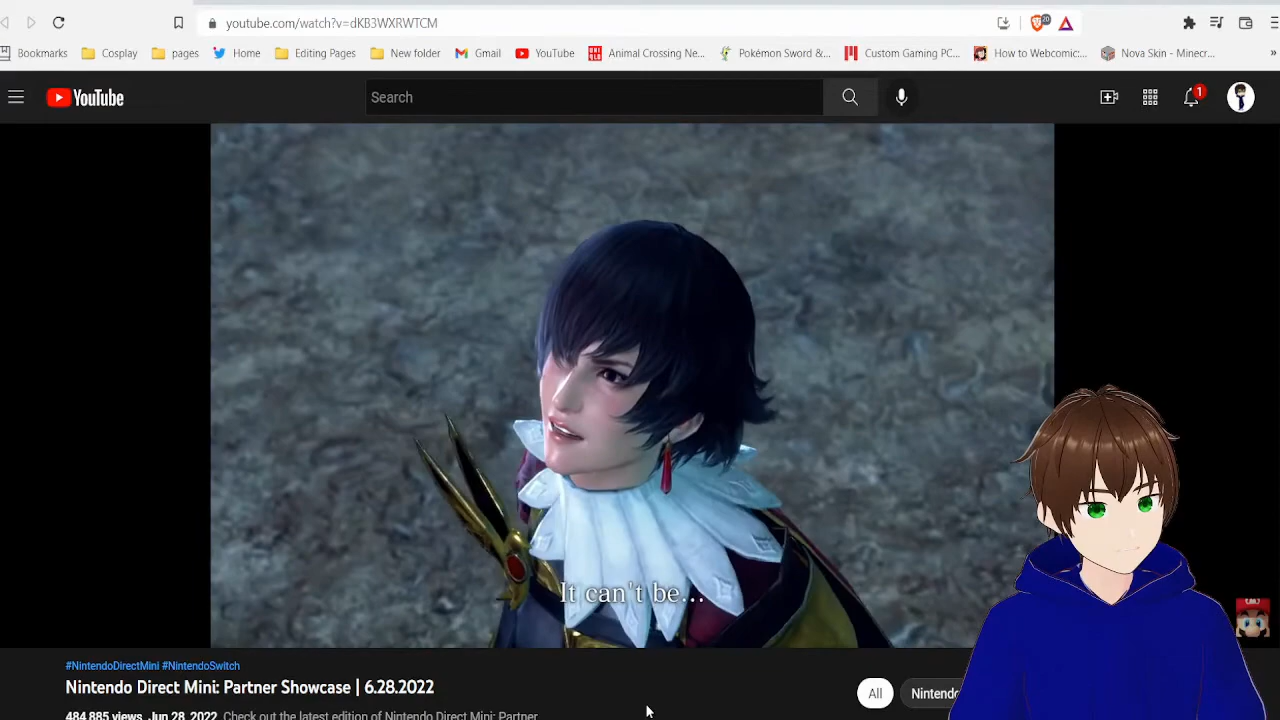 youtube.com/watch?v=dKB3WXRWTCM
20
Bookmarks Cosplay pages Home Editing Pages New folder Gmail YouTube Animal Crossing Ne... Pokémon Sword &... Custom Gaming PC... How to Webcomic:... Nova Skin - Minecr...
YouTube
Search
1
It can't be...
#NintendoDirectMini #NintendoSwitch
Nintendo Direct Mini: Partner Showcase | 6.28.2022
All Nintendo
484,885 views Jun 28, 2022 Check out the latest edition of Nintendo Direct Mini: Partner